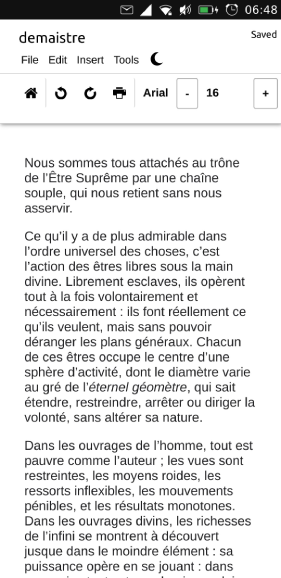 06:48
demaistre
Saved
File Edit Insert Tools
Arial - 16 +
Nous sommes tous attachés au trône
de l'Être Suprême par une chaîne
souple, qui nous retient sans nous
asservir.
Ce qu'il y a de plus admirable dans
l'ordre universel des choses, c'est
l'action des êtres libres sous la main
divine. Librement esclaves, ils opèrent
tout à la fois volontairement et
nécessairement : ils font réellement ce
qu'ils veulent, mais sans pouvoir
déranger les plans généraux. Chacun
de ces êtres occupe le centre d'une
sphère d'activité, dont le diamètre varie
au gré de l'éternel géomètre, qui sait
étendre, restreindre, arrêter ou diriger la
volonté, sans altérer sa nature.
Dans les ouvrages de l'homme, tout est
pauvre comme l'auteur ; les vues sont
restreintes, les moyens roides, les
ressorts inflexibles, les mouvements
pénibles, et les résultats monotones.
Dans les ouvrages divins, les richesses
de l'infini se montrent à découvert
jusque dans le moindre élément : sa
puissance opère en se jouant : dans